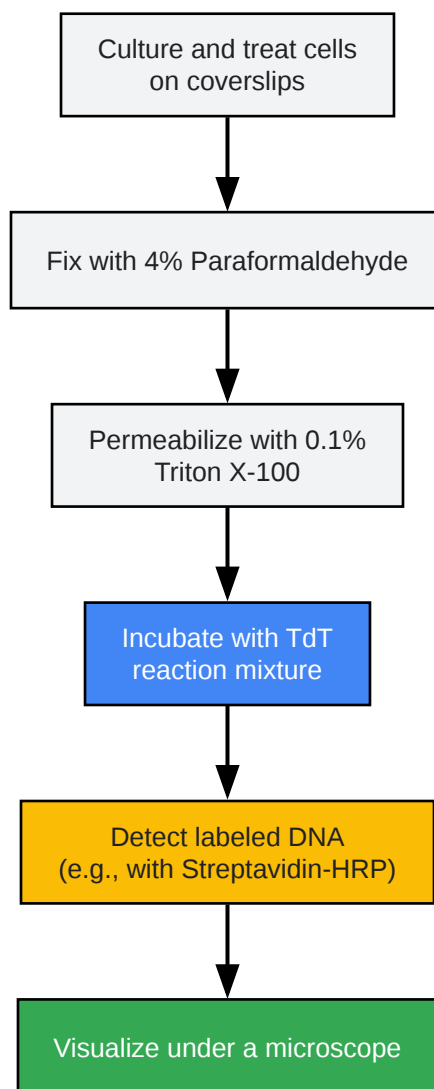 Culture and treat cells
on coverslips
Fix with 4% Paraformaldehyde
Permeabilize with 0.1%
Triton X-100
Incubate with TdT
reaction mixture
Detect labeled DNA
(e.g., with Streptavidin-HRP)
Visualize under a microscope